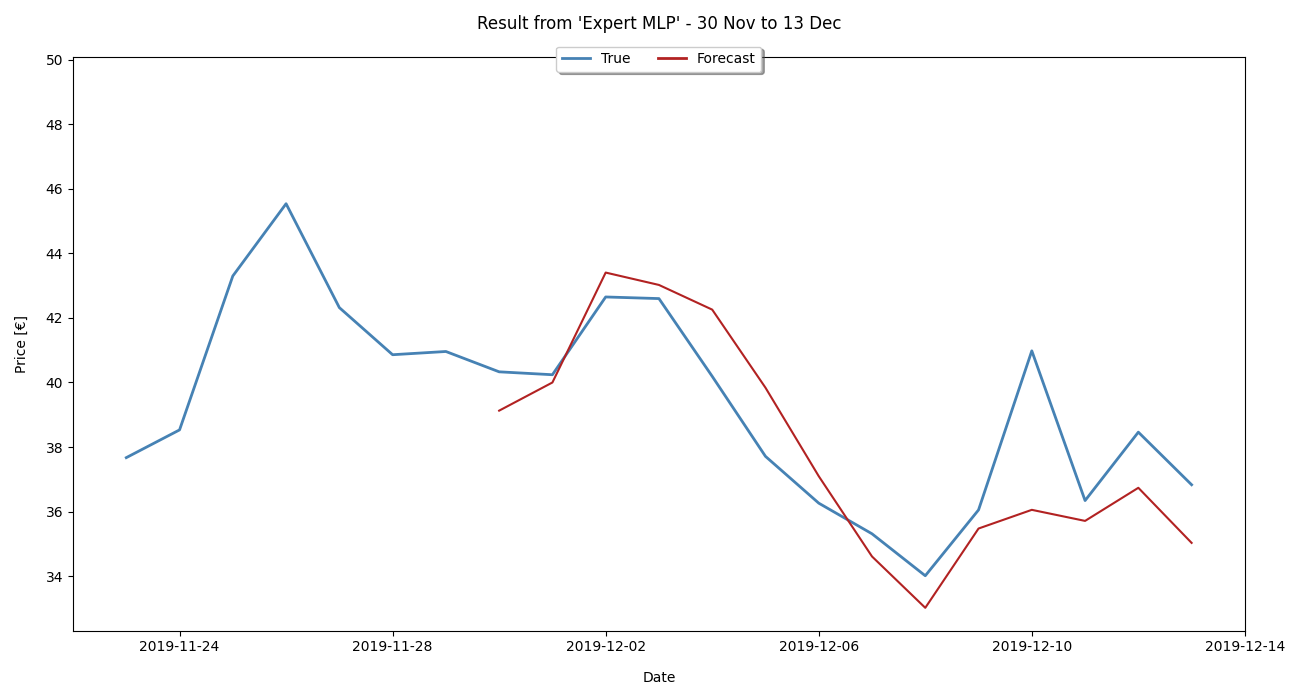 Result from 'Expert MLP' - 30 Nov to 13 Dec
True Forecast
50
48
46
44
42
40
38
36
34
Price [€]
2019-11-24 2019-11-28 2019-12-02 2019-12-06 2019-12-10 2019-12-14
Date